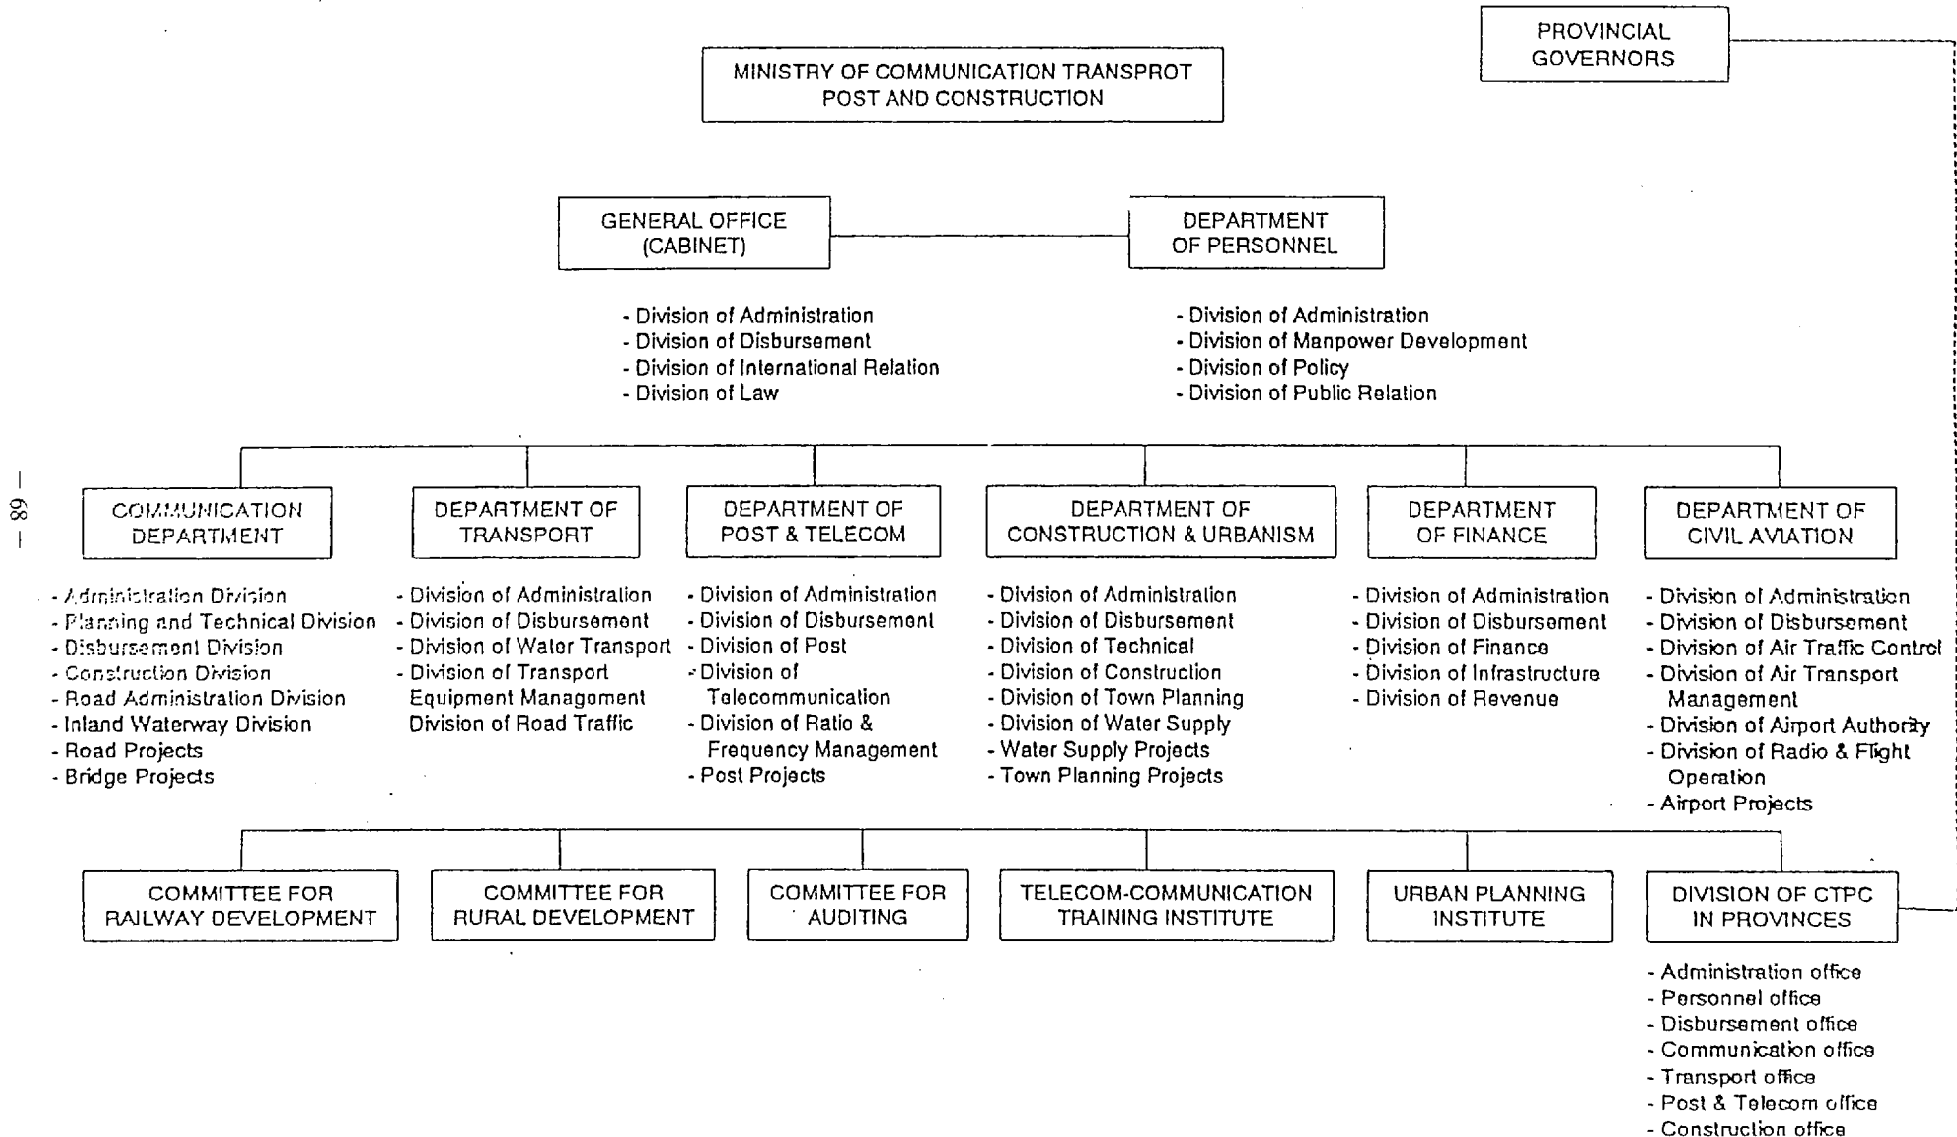 PROVINCIAL
GOVERNORS
MINISTRY OF COMMUNICATION TRANSPROT
POST AND CONSTRUCTION
GENERAL OFFICE
(CABINET)
DEPARTMENT
OF PERSONNEL
- Division of Administration
- Division of Disbursement
- Division of International Relation
- Division of Law
- Division of Administration
- Division of Manpower Development
- Division of Policy
- Division of Public Relation
— 68 —
COMMUNICATION
DEPARTMENT
- Administration Division
- Planning and Technical Division
- Disbursement Division
- Construction Division
- Road Administration Division
- Inland Waterway Division
- Road Projects
- Bridge Projects
DEPARTMENT OF
TRANSPORT
- Division of Administration
- Division of Disbursement
- Division of Water Transport
- Division of Transport
Equipment Management
Division of Road Traffic
DEPARTMENT OF
POST & TELECOM
- Division of Administration
- Division of Disbursement
- Division of Post
- Division of
Telecommunication
- Division of Ratio &
Frequency Management
- Post Projects
DEPARTMENT OF
CONSTRUCTION & URBANISM
- Division of Administration
- Division of Disbursement
- Division of Technical
- Division of Construction
- Division of Town Planning
- Division of Water Supply
- Water Supply Projects
- Town Planning Projects
DEPARTMENT
OF FINANCE
- Division of Administration
- Division of Disbursement
- Division of Finance
- Division of Infrastructure
- Division of Revenue
DEPARTMENT OF
CIVIL AVIATION
- Division of Administration
- Division of Disbursement
- Division of Air Traffic Control
- Division of Air Transport
Management
- Division of Airport Authority
- Division of Radio & Flight
Operation
- Airport Projects
COMMITTEE FOR
RAILWAY DEVELOPMENT
COMMITTEE FOR
RURAL DEVELOPMENT
COMMITTEE FOR
AUDITING
TELECOM-COMMUNICATION
TRAINING INSTITUTE
URBAN PLANNING
INSTITUTE
DIVISION OF CTPC
IN PROVINCES
- Administration office
- Personnel office
- Disbursement office
- Communication office
- Transport office
- Post & Telecom office
- Construction office